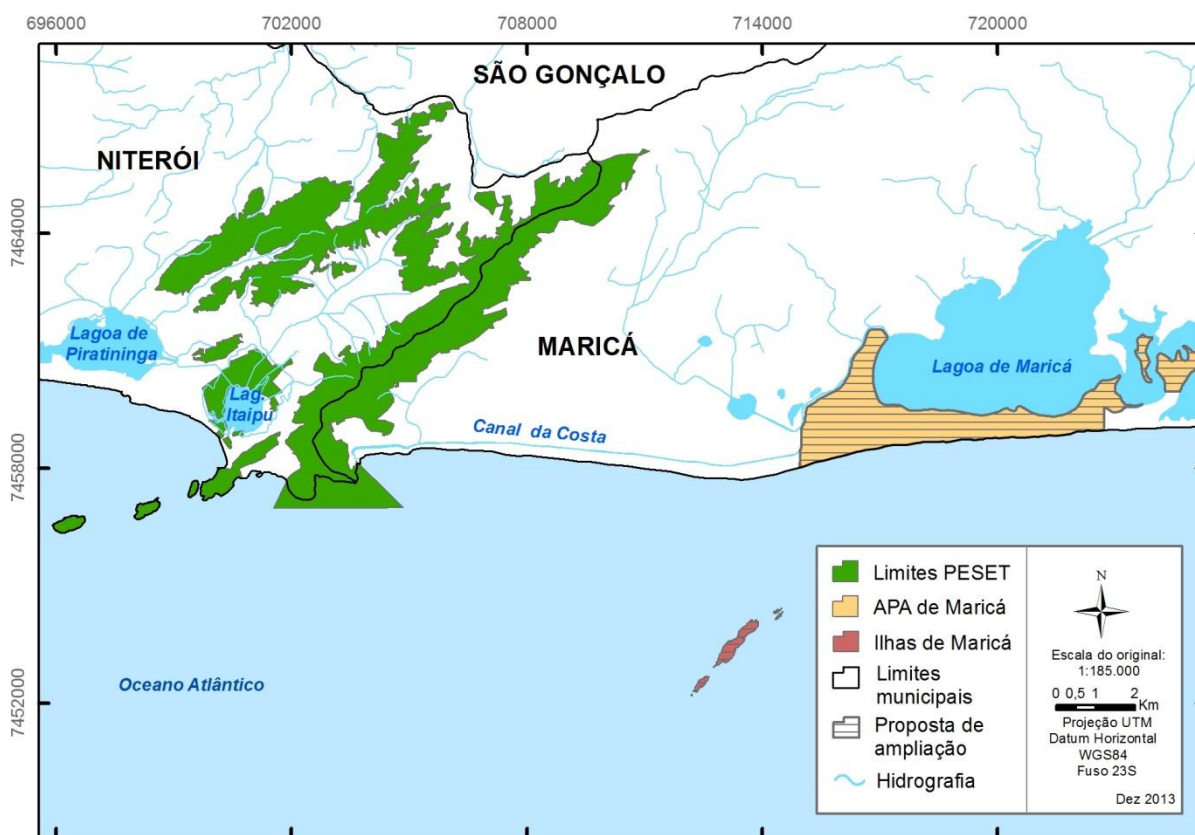 696000
702000
708000
714000
720000
SÃO GONÇALO
NITERÓI
7464000
MARICÁ
Lagoa de
Piratininga
Lagoa de Maricá
Lag.
Itaipú
Canal da Costa
7458000
Limites PESET
APA de Maricá
Ilhas de Maricá
Limites
municipais
Proposta de
ampliação
Hidrografia
N
Escala do original:
1:185.000
0 0,5 1 2
Km
Projeção UTM
Datum Horizontal
WGS84
Fuso 23S
Dez 2013
Oceano Atlântico
7452000